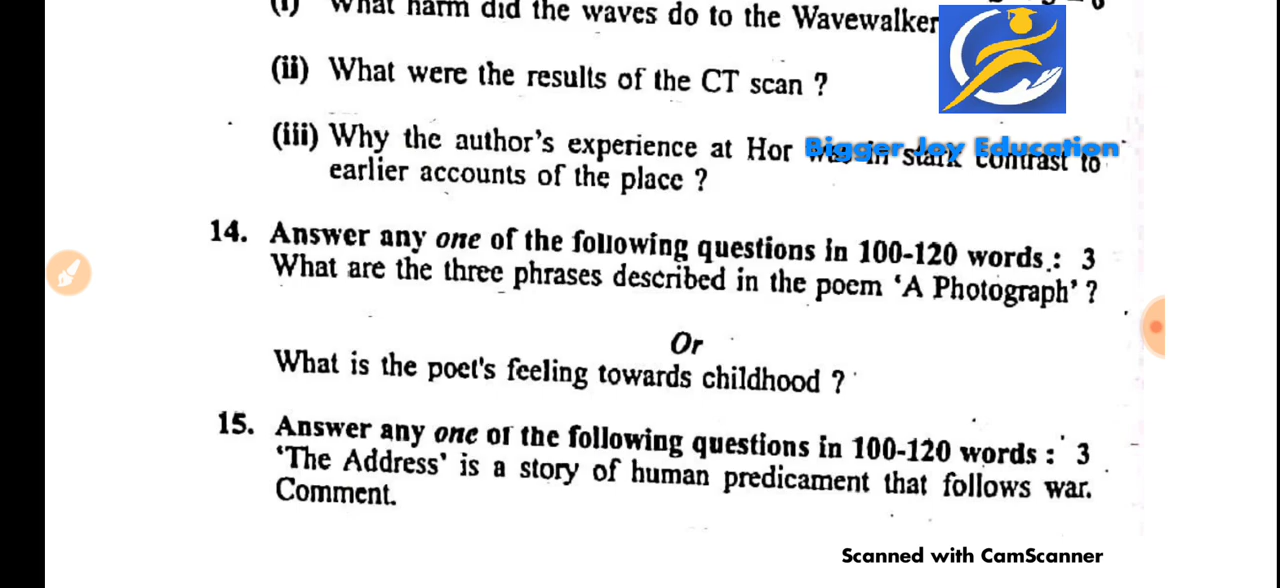 (i) What harm did the waves do to the Wavewalker
(ii) What were the results of the CT scan ?
(iii) Why the author's experience at Hor was in stark contrast to
Bigger Joy Education
earlier accounts of the place ?
14. Answer any one of the following questions in 100-120 words : 3
What are the three phrases described in the poem ‘A Photograph’ ?
Or
What is the poet's feeling towards childhood ?
15. Answer any one of the following questions in 100-120 words : 3
‘The Address’ is a story of human predicament that follows war.
Comment.
Scanned with CamScanner